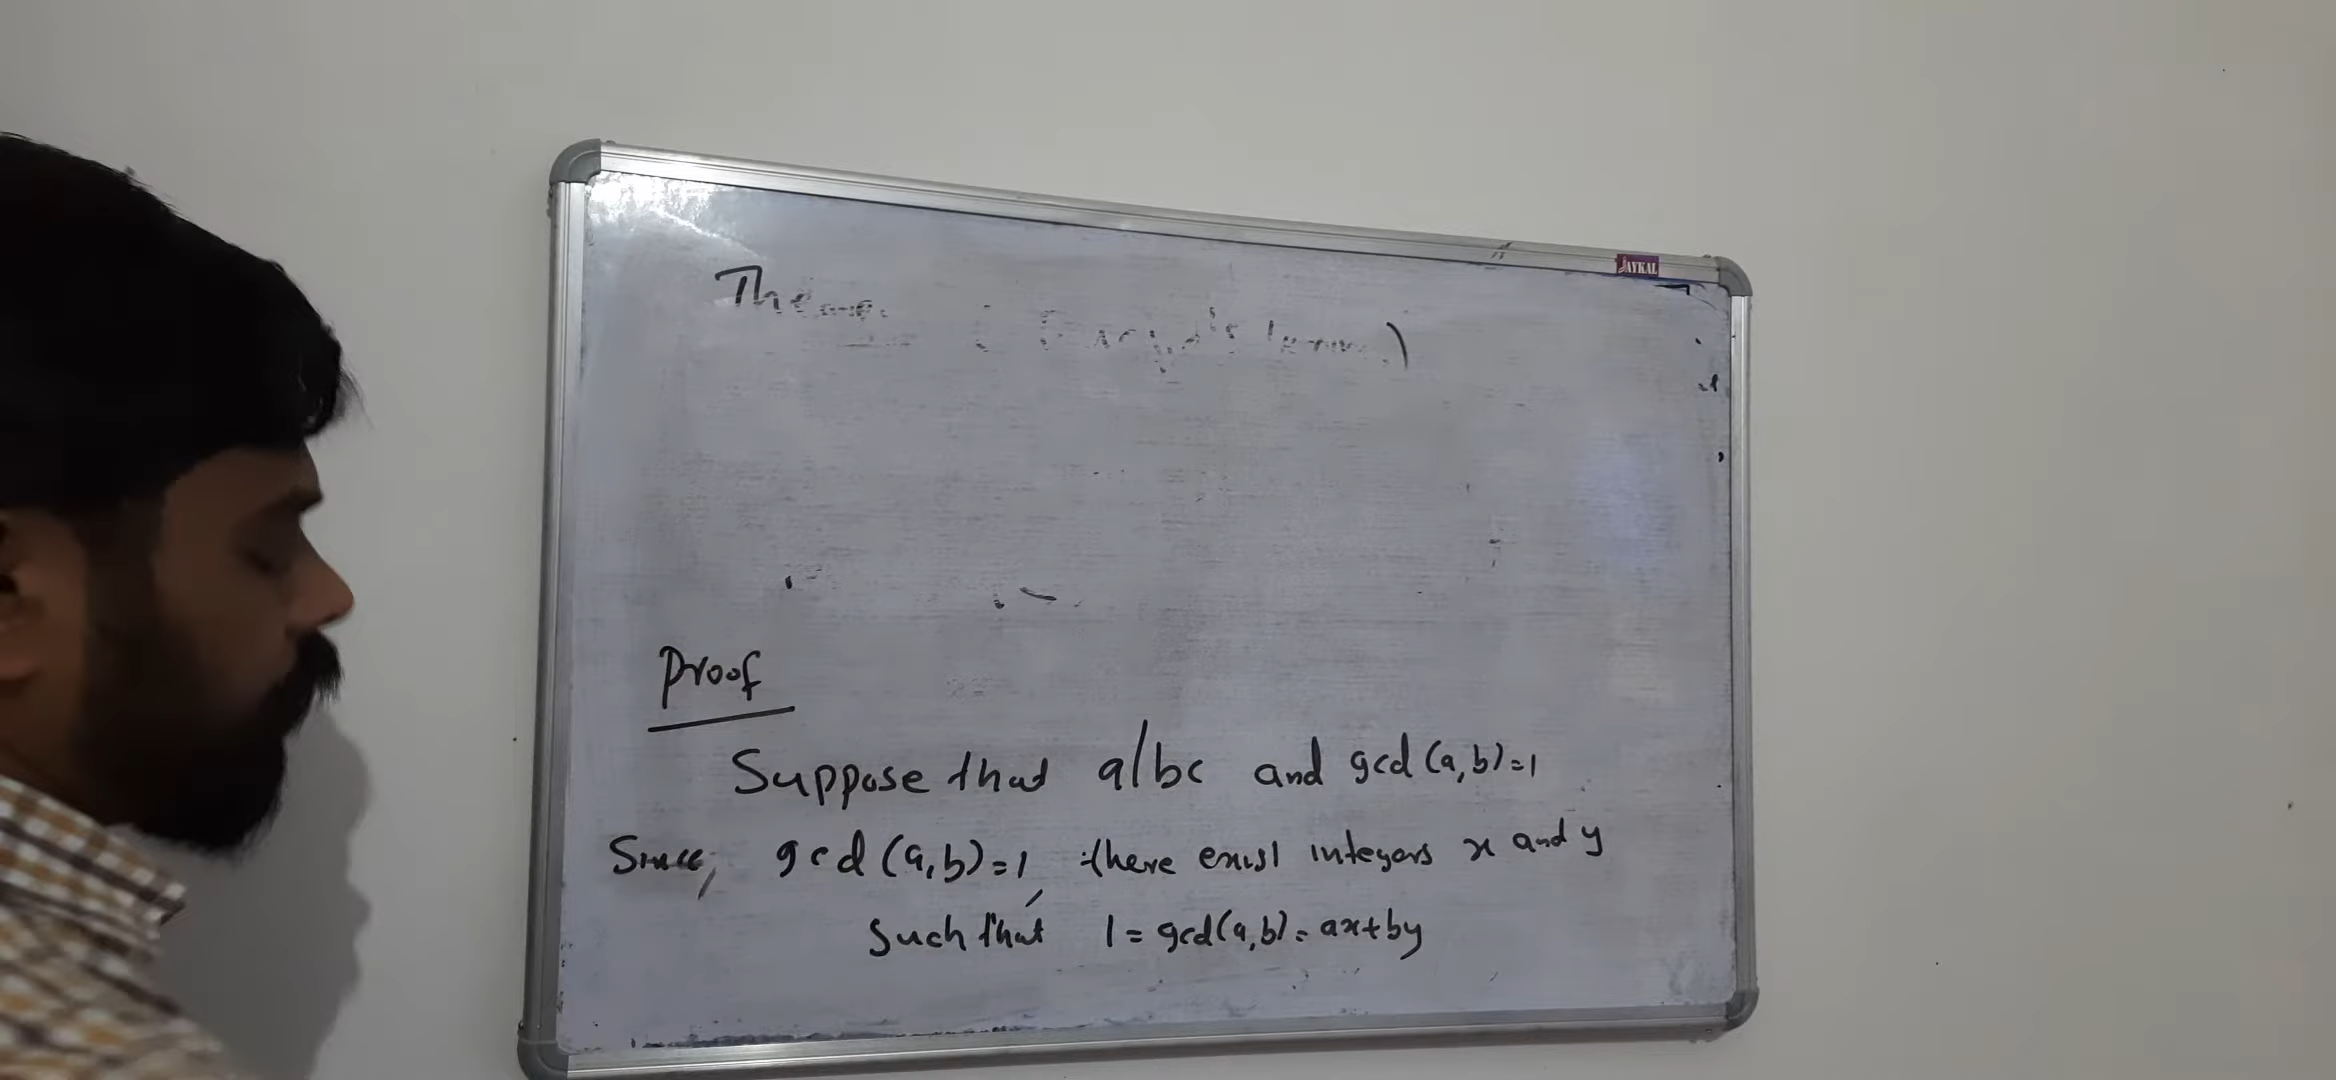 JAYKAL
Proof
Suppose that a/bc and gcd (a,b)=1
Since, gcd (a,b)=1, there exist integers x and y
such that 1 = gcd(a,b) = ax+by